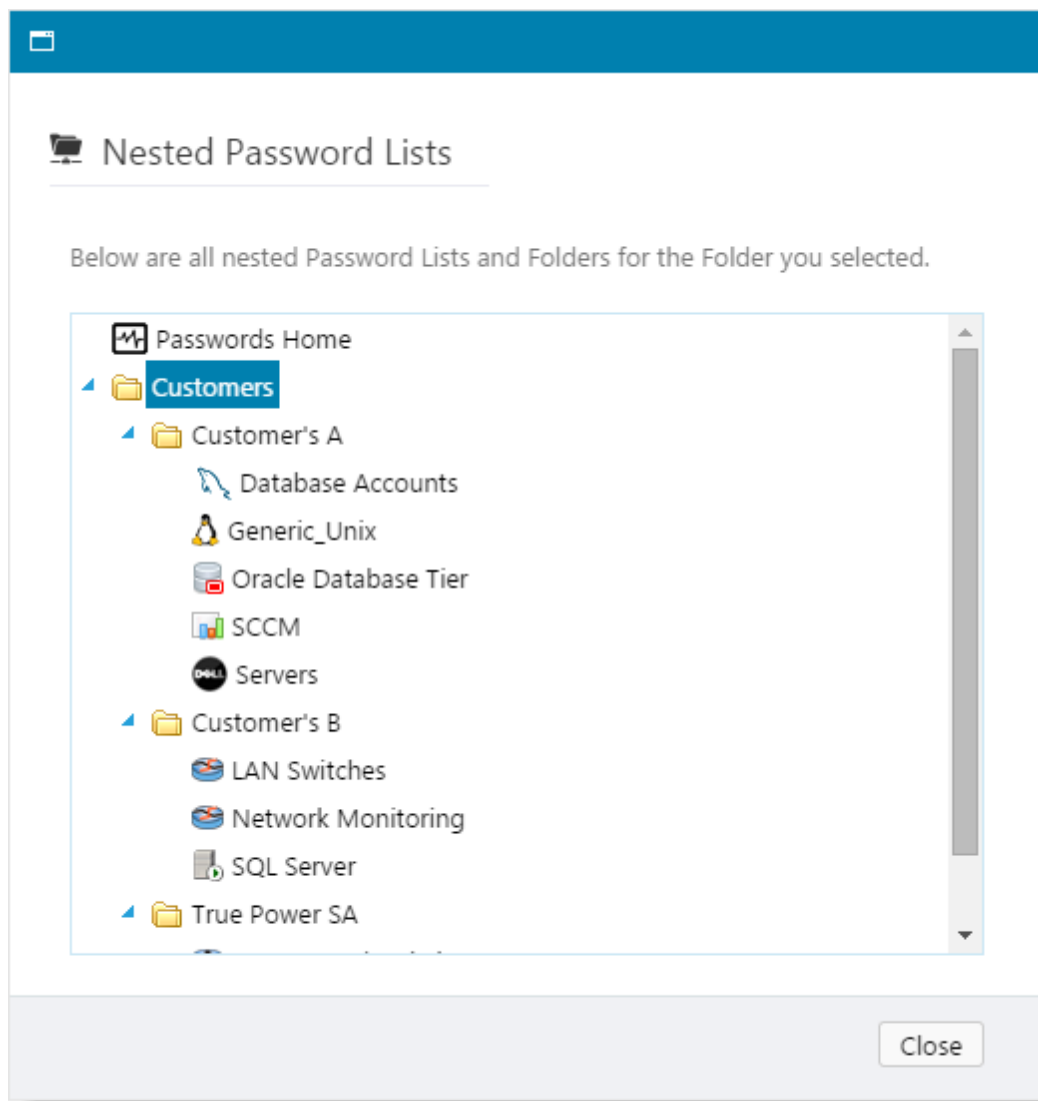 Nested Password Lists
Below are all nested Password Lists and Folders for the Folder you selected.
Passwords Home
Customers
Customer's A
Database Accounts
Generic_Unix
Oracle Database Tier
SCCM
DELL Servers
Customer's B
LAN Switches
Network Monitoring
SQL Server
True Power SA
Close